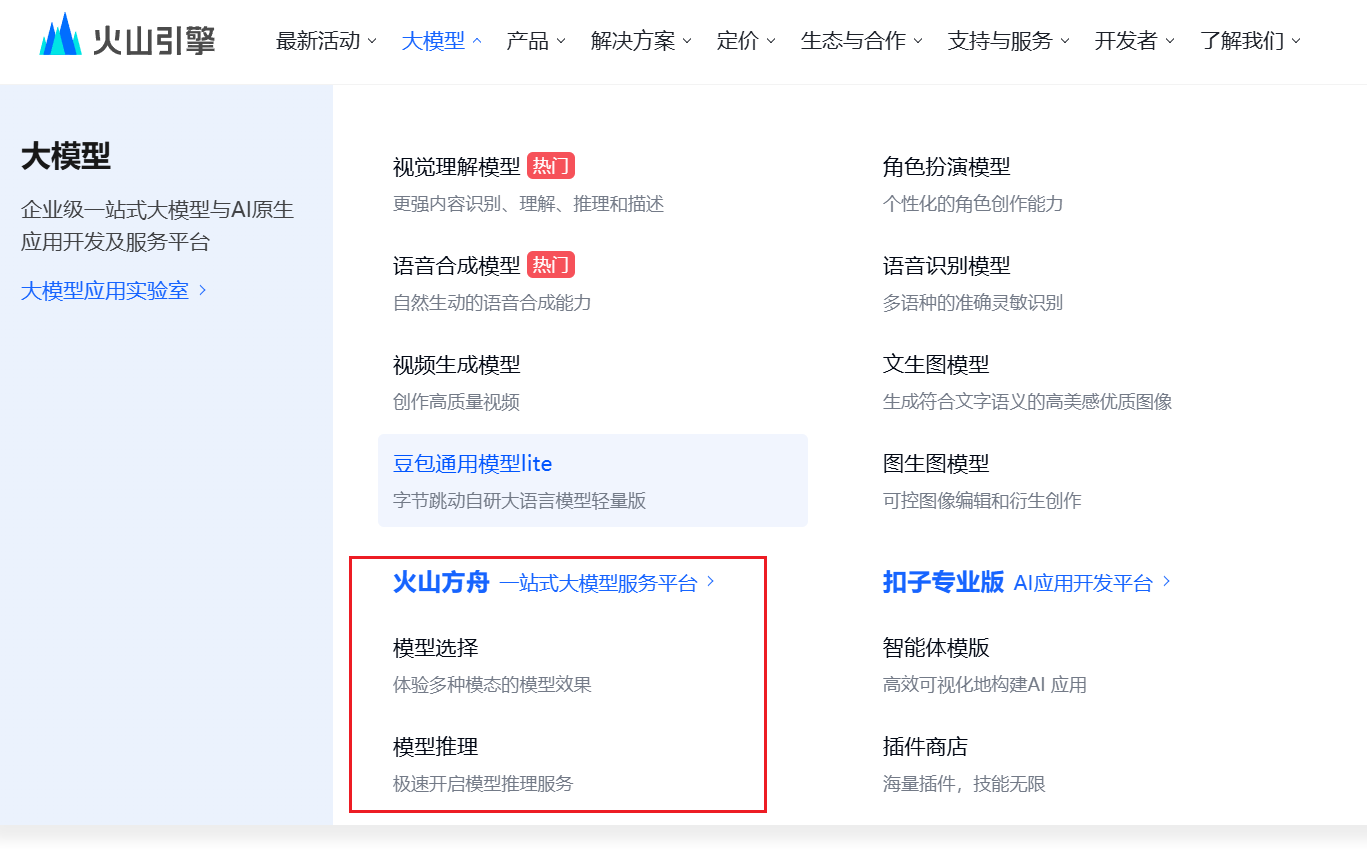 火山引擎
最新活动 大模型 产品 解决方案 定价 生态与合作 支持与服务 开发者 了解我们
大模型
企业级一站式大模型与AI原生
应用开发及服务平台
大模型应用实验室
视觉理解模型 热门
更强内容识别、理解、推理和描述
角色扮演模型
个性化的角色创作能力
语音合成模型 热门
自然生动的语音合成能力
语音识别模型
多语种的准确灵敏识别
视频生成模型
创作高质量视频
文生图模型
生成符合文字语义的高美感优质图像
豆包通用模型lite
字节跳动自研大语言模型轻量版
图生图模型
可控图像编辑和衍生创作
火山方舟 一站式大模型服务平台
模型选择
体验多种模态的模型效果
模型推理
极速开启模型推理服务
扣子专业版 AI应用开发平台
智能体模版
高效可视化地构建AI 应用
插件商店
海量插件，技能无限